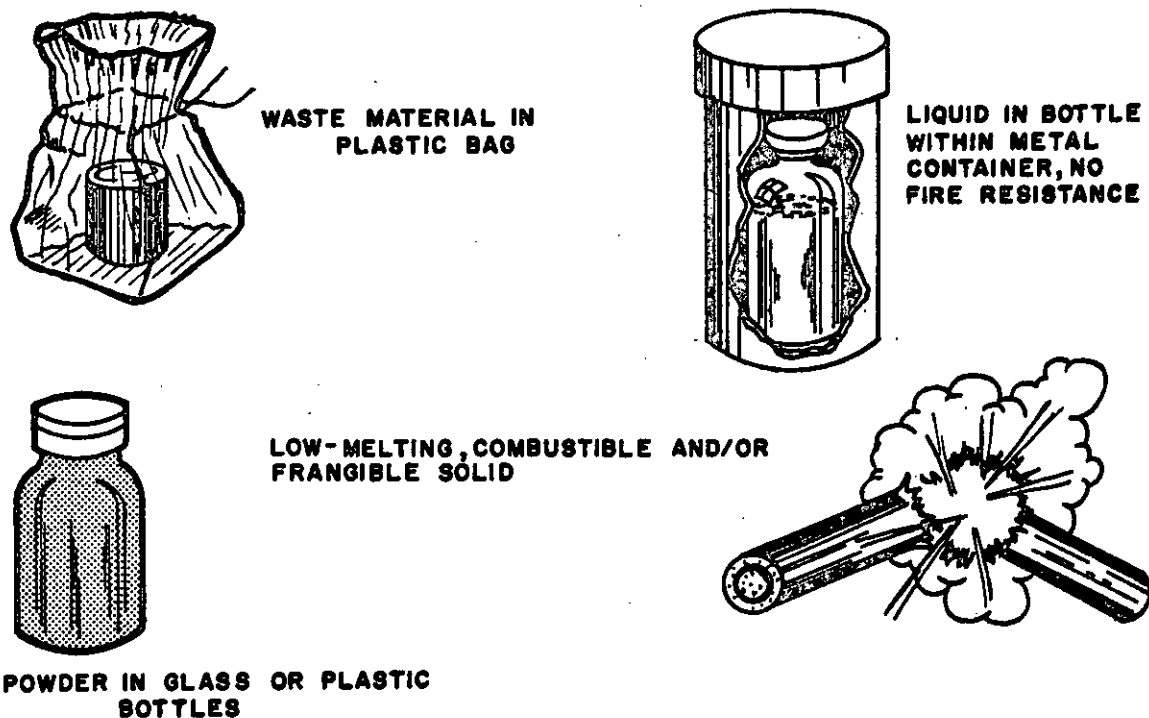 WASTE MATERIAL IN
PLASTIC BAG
LIQUID IN BOTTLE
WITHIN METAL
CONTAINER, NO
FIRE RESISTANCE
LOW-MELTING, COMBUSTIBLE AND/OR
FRANGIBLE SOLID
POWDER IN GLASS OR PLASTIC
BOTTLES